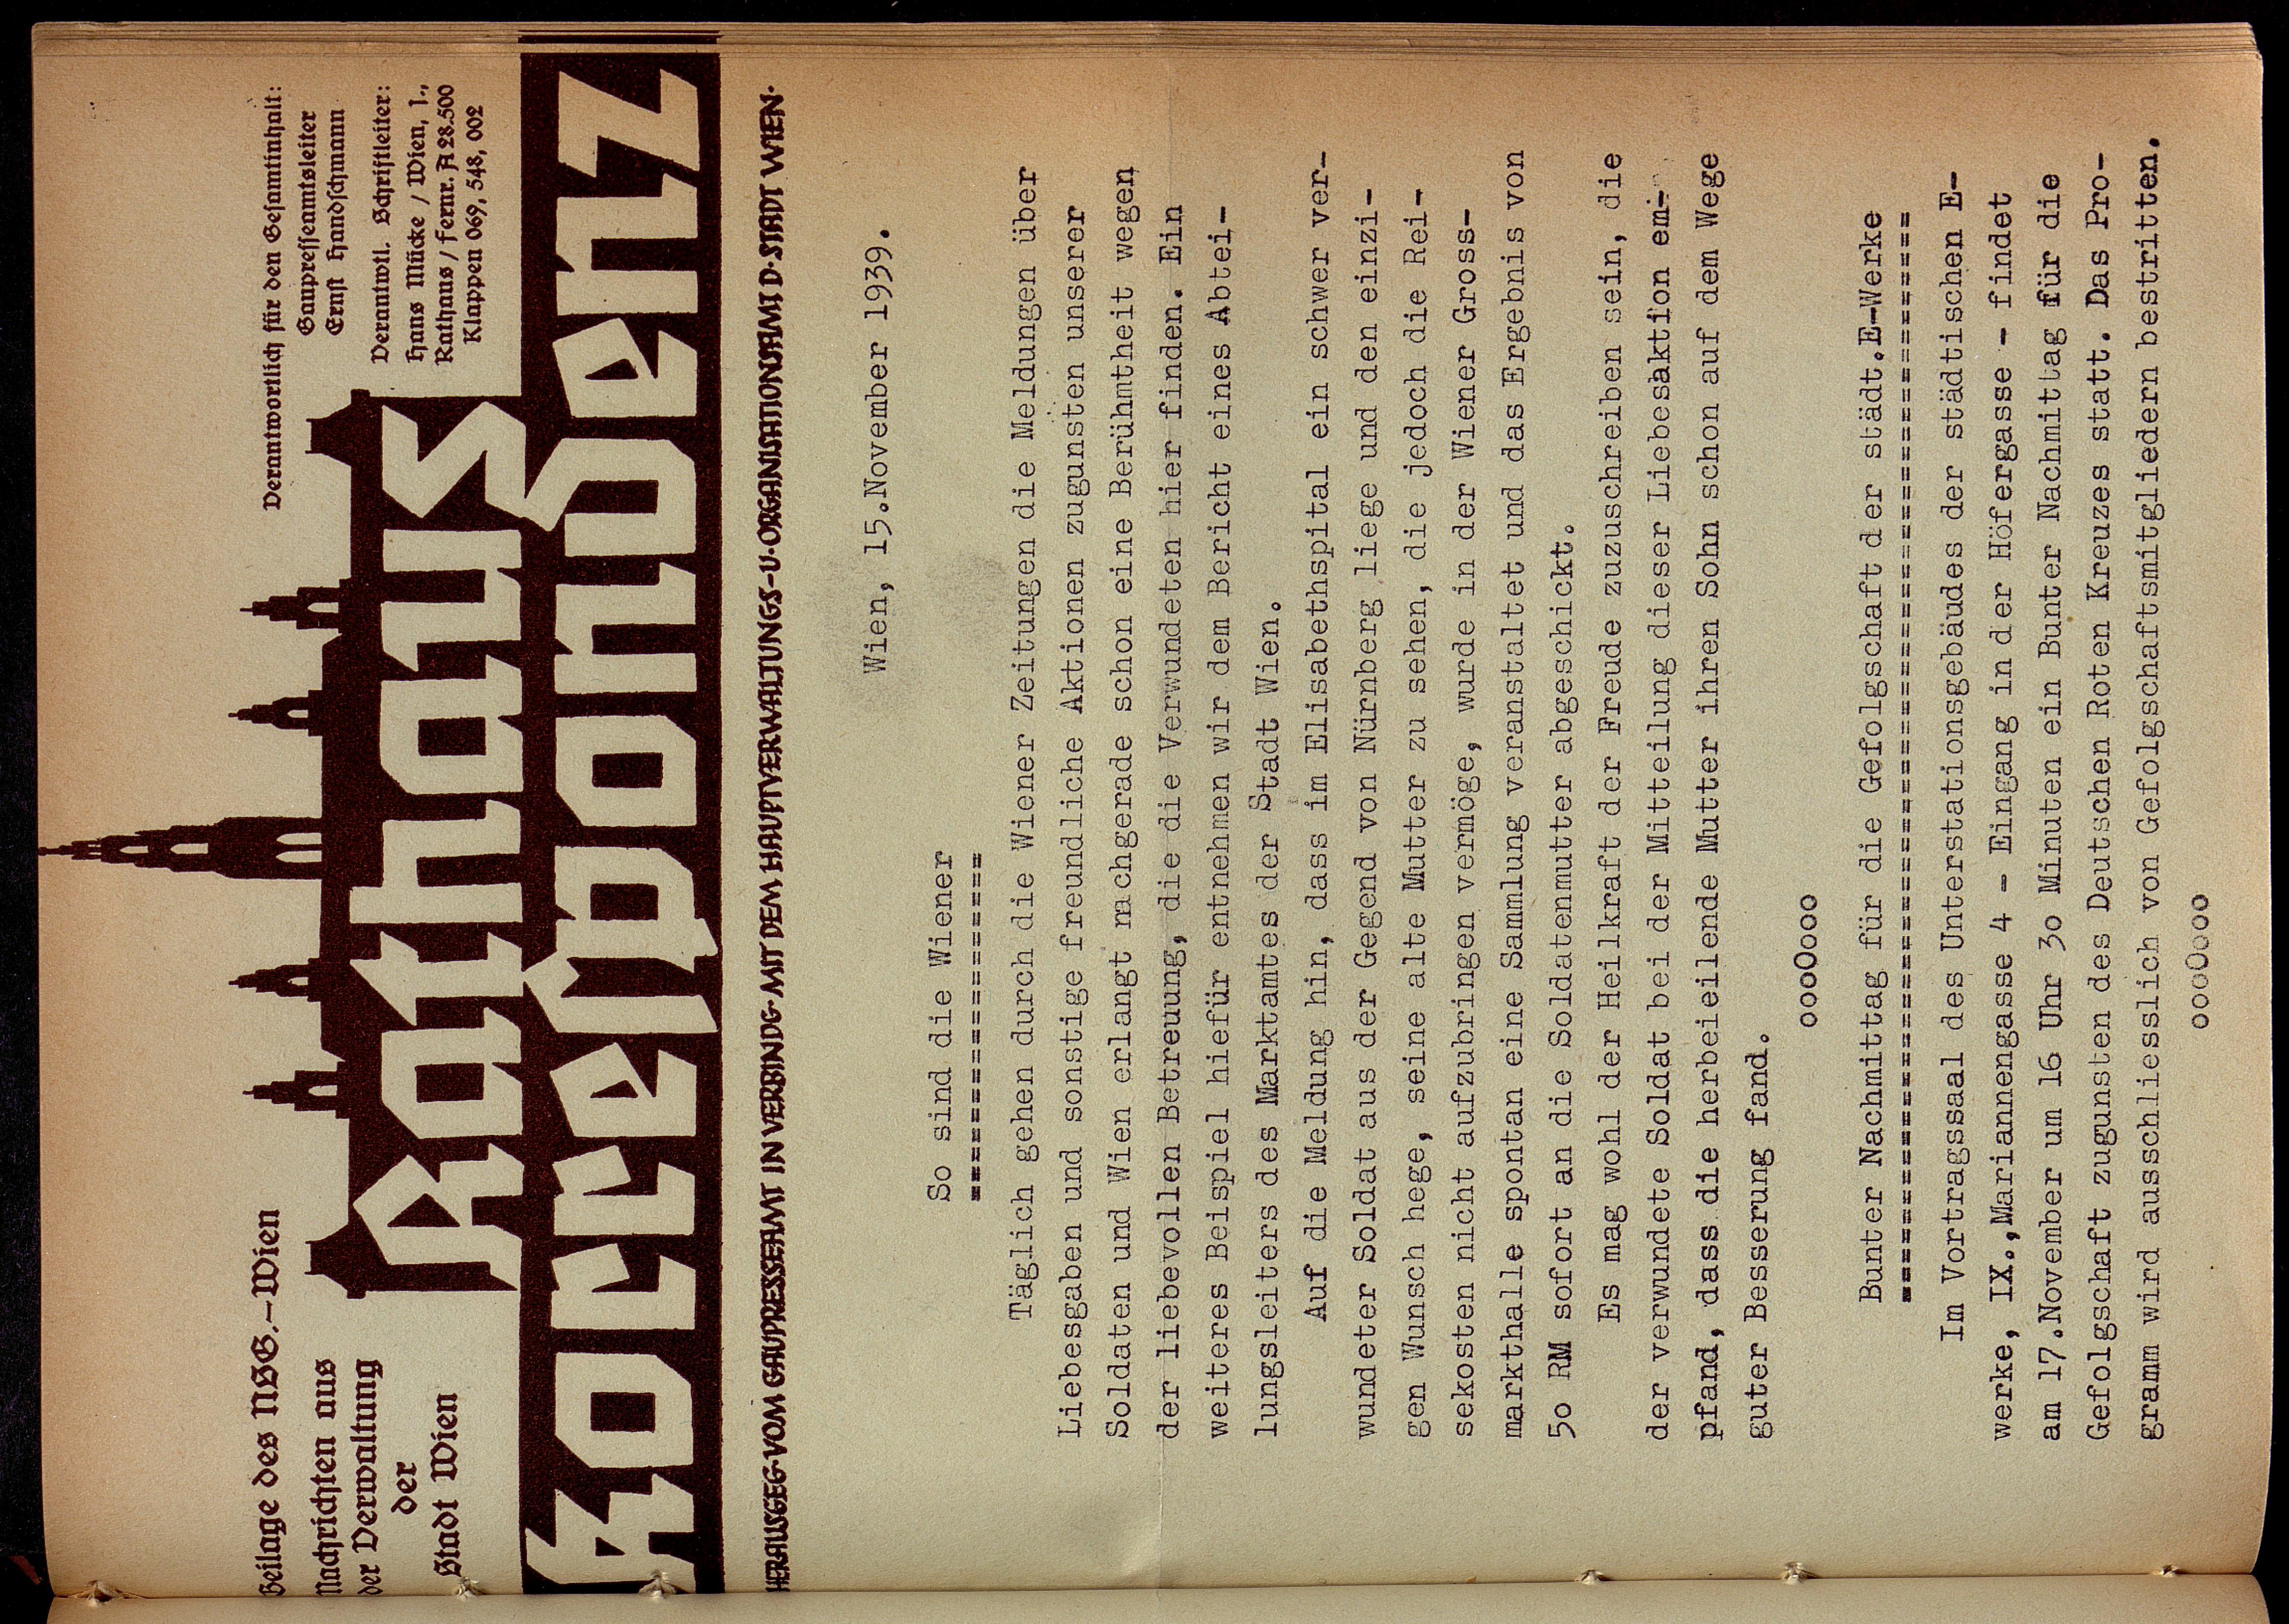 Beilage des NSG.-Wien
Nachrichten aus
der Verwaltung
der
Stadt Wien
Rathaus
Korrespondenz
Verantwortlich für den Gesamtinhalt:
Gaupresseamtsleiter
Ernst Handschmann
Verantwtl. Schriftleiter:
Hans Mücke / Wien, 1.,
Rathaus / Fernr. A 28.500
Klappen 069, 548, 002
HERAUSGEG·VOM GAUPRESSEAMT IN VERBINDG·MIT DEM HAUPTVERWALTUNGS-U·ORGANISATIONSAMT D·STADT WIEN·
Wien, 15.November 1939.
So sind die Wiener
==================
Täglich gehen durch die Wiener Zeitungen die Meldungen über
Liebesgaben und sonstige freundliche Aktionen zugunsten unserer
Soldaten und Wien erlangt nachgerade schon eine Berühmtheit wegen
der liebevollen Betreuung, die die Verwundeten hier finden. Ein
weiteres Beispiel hiefür entnehmen wir dem Bericht eines Abtei-
lungsleiters des Marktamtes der Stadt Wien.
Auf die Meldung hin, dass im Elisabethspital ein schwer ver-
wundeter Soldat aus der Gegend von Nürnberg liege und den einzi-
gen Wunsch hege, seine alte Mutter zu sehen, die jedoch die Rei-
sekosten nicht aufzubringen vermöge, wurde in der Wiener Gross-
markthalle spontan eine Sammlung veranstaltet und das Ergebnis von
50 RM sofort an die Soldatenmutter abgeschickt.
Es mag wohl der Heilkraft der Freude zuzuschreiben sein, die
der verwundete Soldat bei der Mitteilung dieser Liebesaktion em-
pfand, dass die herbeieilende Mutter ihren Sohn schon auf dem Wege
guter Besserung fand.
oooOooo
Bunter Nachmittag für die Gefolgschaft der städt.E-Werke
========================================================
Im Vortragssaal des Unterstationsgebäudes der städtischen E-
werke, IX.,Mariannengasse 4 - Eingang in der Höfergasse - findet
am 17.November um 16 Uhr 30 Minuten ein Bunter Nachmittag für die
Gefolgschaft zugunsten des Deutschen Roten Kreuzes statt. Das Pro-
gramm wird ausschliesslich von Gefolgschaftsmitgliedern bestritten.
oooOooo